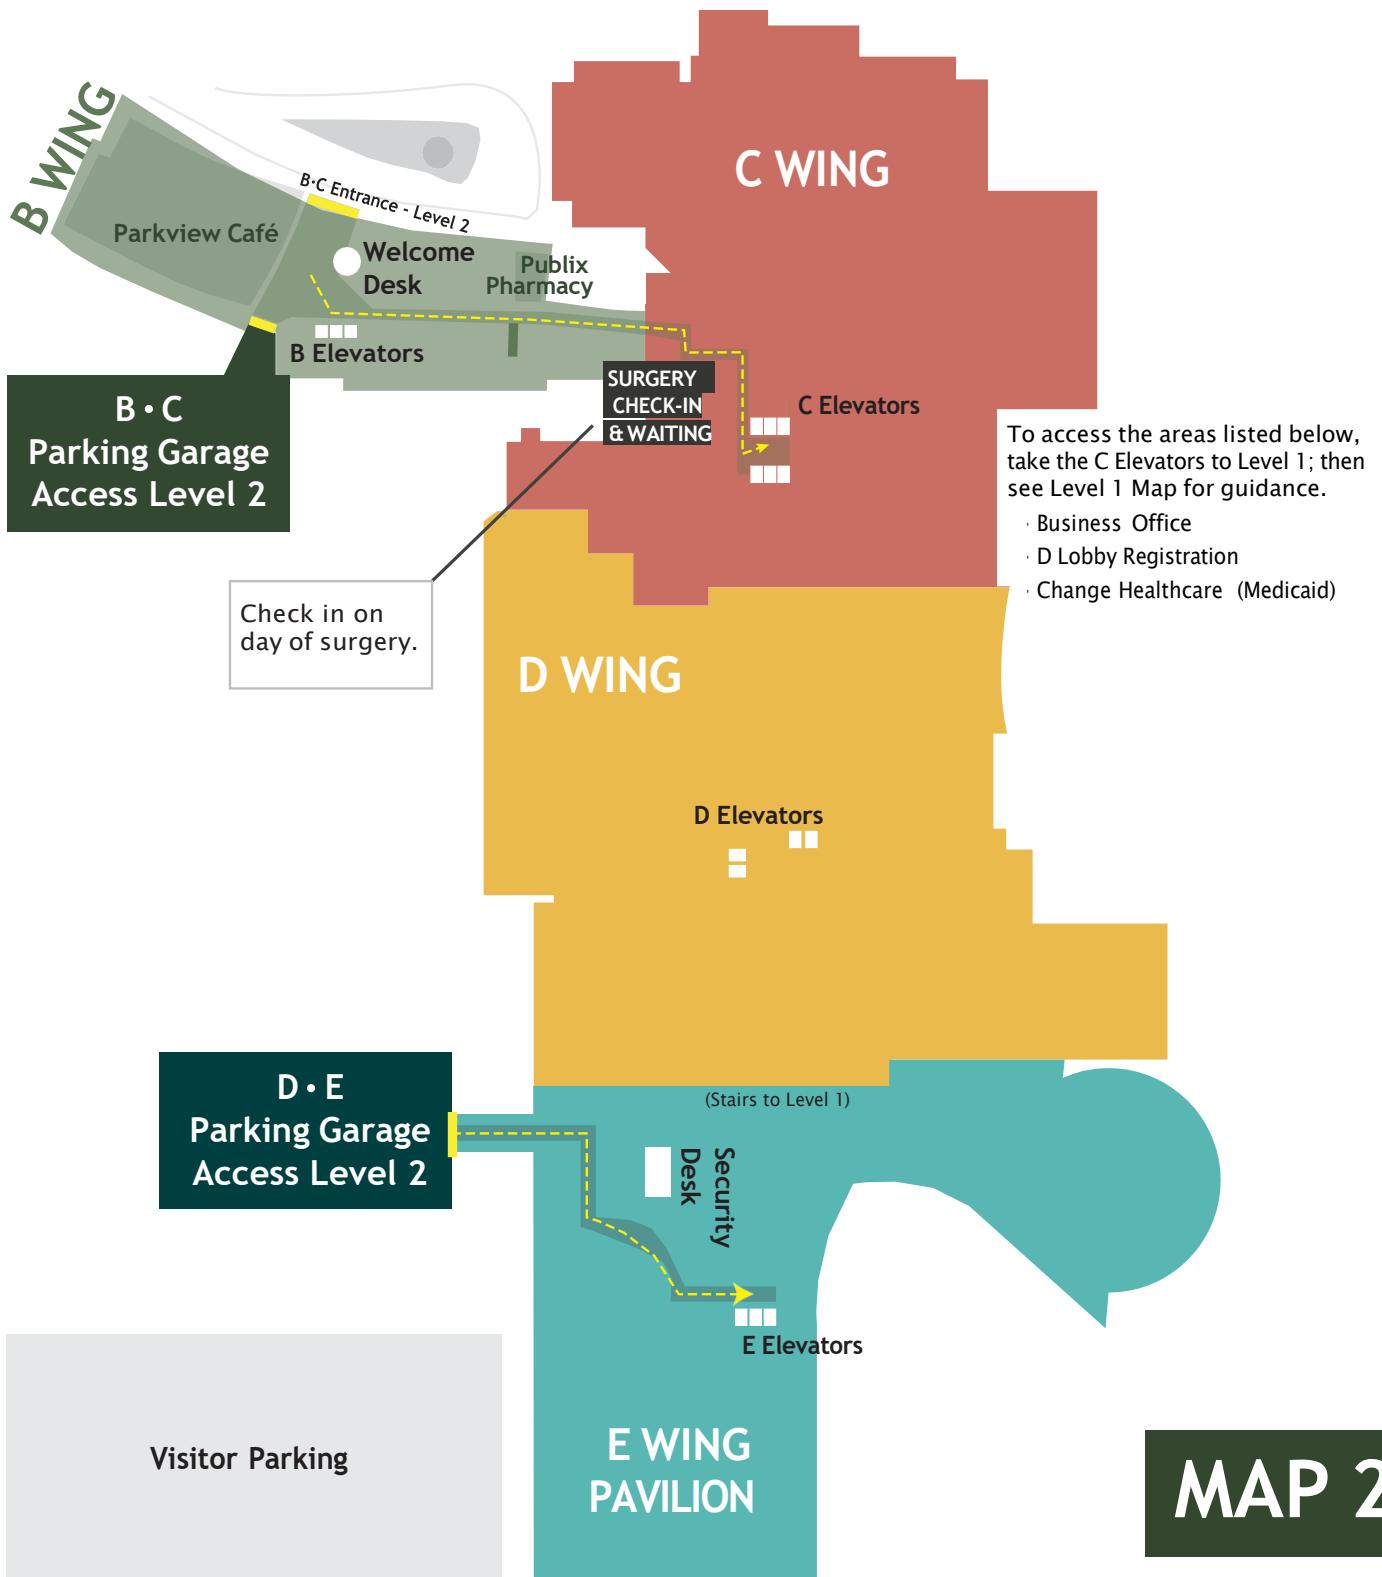 B WING
C WING
B·C Entrance - Level 2
Parkview Café
Welcome
Desk
Publix
Pharmacy
B Elevators
SURGERY
CHECK-IN
& WAITING
C Elevators
B • C
Parking Garage
Access Level 2
To access the areas listed below,
take the C Elevators to Level 1; then
see Level 1 Map for guidance.
· Business Office
· D Lobby Registration
· Change Healthcare (Medicaid)
Check in on
day of surgery.
D WING
D Elevators
D • E
Parking Garage
Access Level 2
(Stairs to Level 1)
Security
Desk
E Elevators
Visitor Parking
E WING
PAVILION
MAP 2